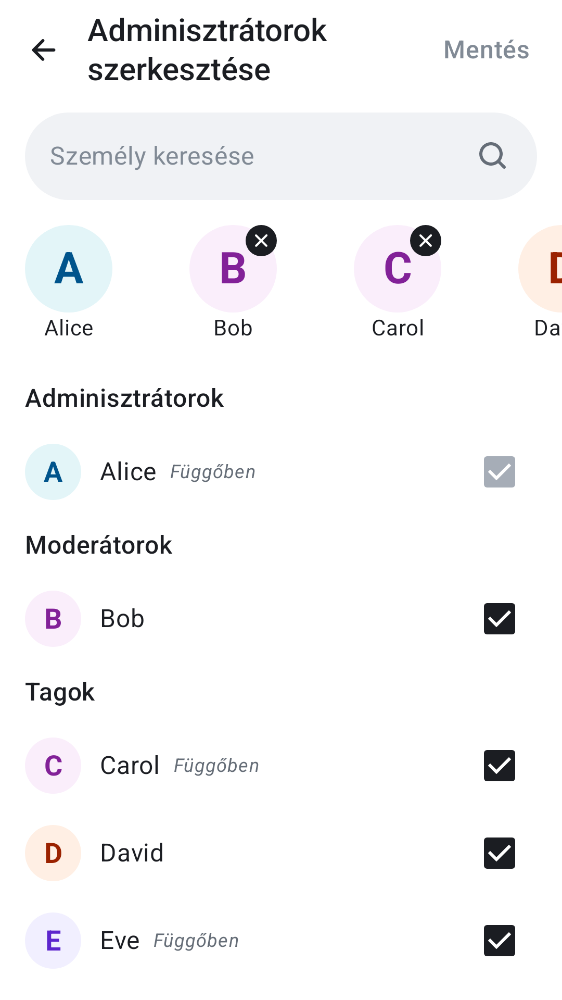 Adminisztrátorok
szerkesztése
Mentés
Személy keresése
A
B
C
D
Alice
Bob
Carol
Da
Adminisztrátorok
A
Alice Függőben
Moderátorok
B
Bob
Tagok
C
Carol Függőben
D
David
E
Eve Függőben